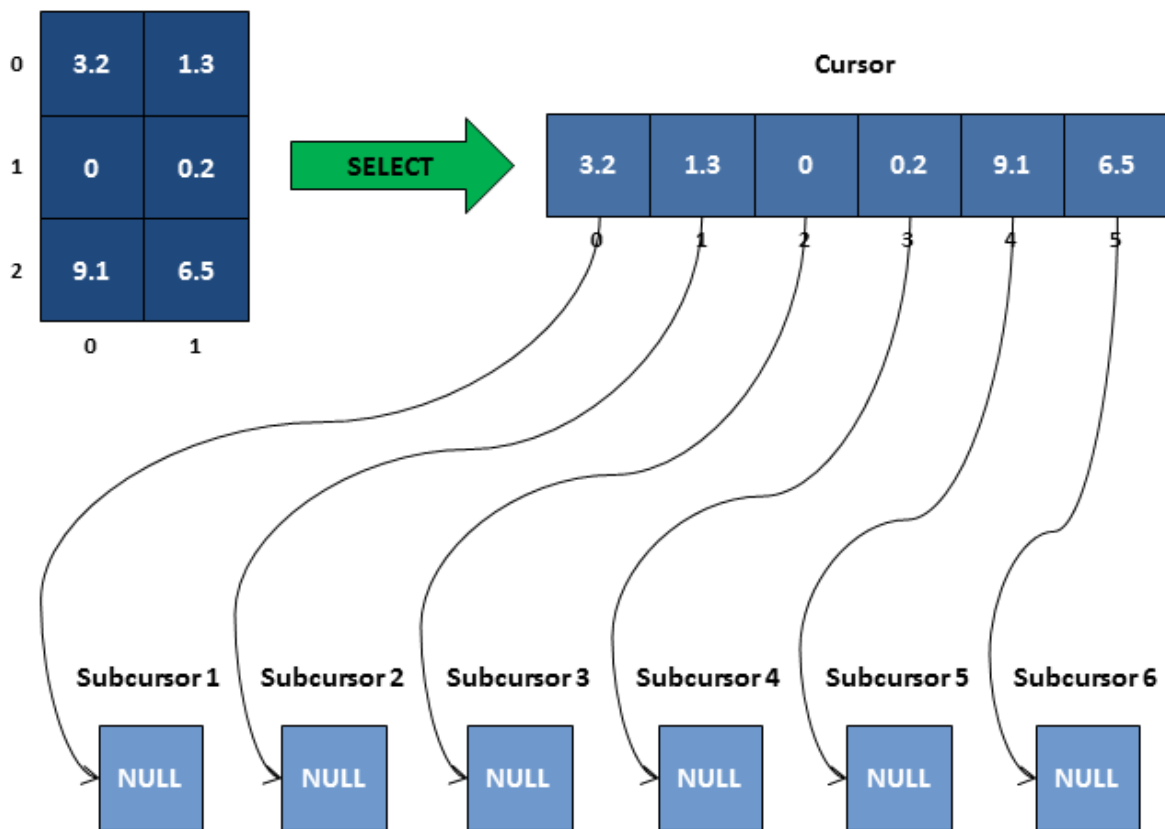 0 3.2 1.3
Cursor
1 0 0.2
SELECT
3.2 1.3 0 0.2 9.1 6.5
0 1 2 3 4 5
2 9.1 6.5
0 1
Subcursor 1 Subcursor 2 Subcursor 3 Subcursor 4 Subcursor 5 Subcursor 6
NULL NULL NULL NULL NULL NULL